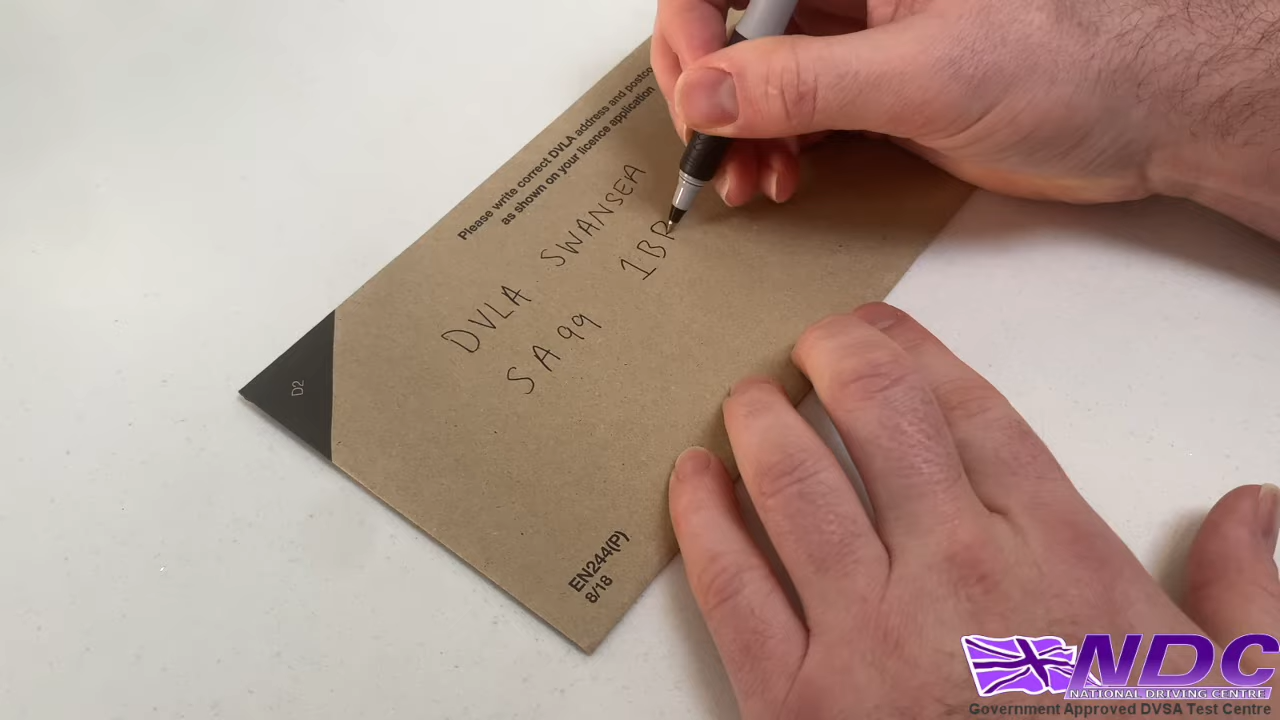 Please write correct DVLA address and postco
as shown on your licence application
DVLA SWANSEA
SA99 1BP
D2
EN244(P)
8/18
NDC
NATIONAL DRIVING CENTRE
Government Approved DVSA Test Centre